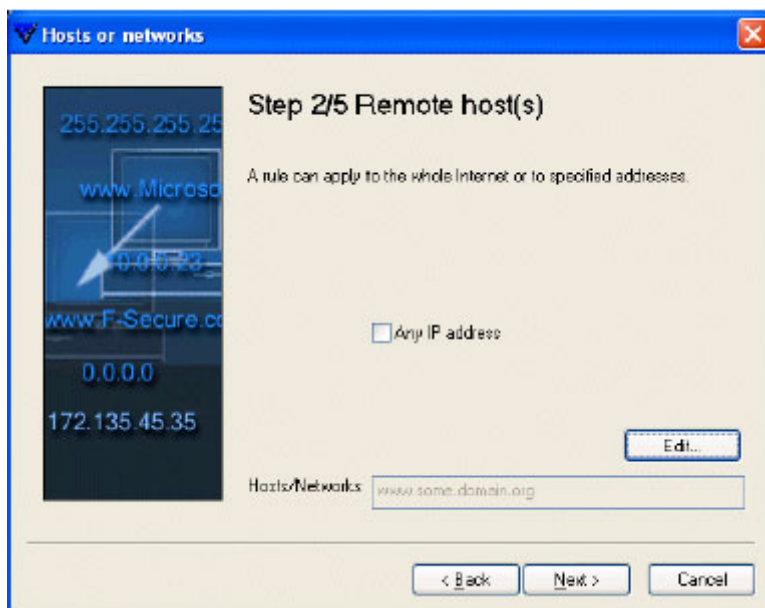 Hosts or networks
255.255.255.25
www.Microso
10.0.0.23
www.F-Secure.co
0.0.0.0
172.135.45.35
Step 2/5 Remote host(s)
A rule can apply to the whole Internet or to specified addresses.
Any IP address
Edit...
Hosts/Networks
www.some.domain.org
< Back
Next >
Cancel